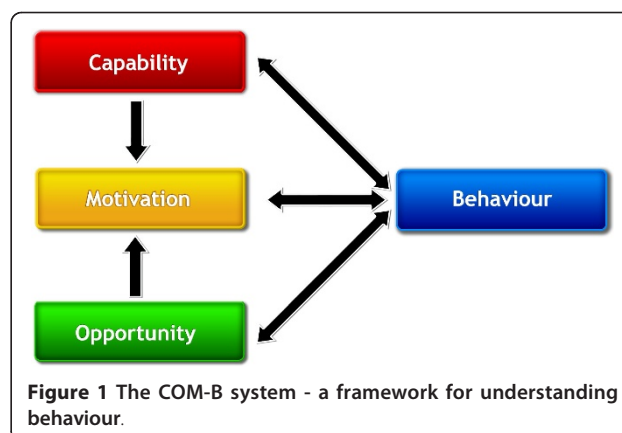 Capability
Motivation
Behaviour
Opportunity
Figure 1 The COM-B system - a framework for understanding
behaviour.